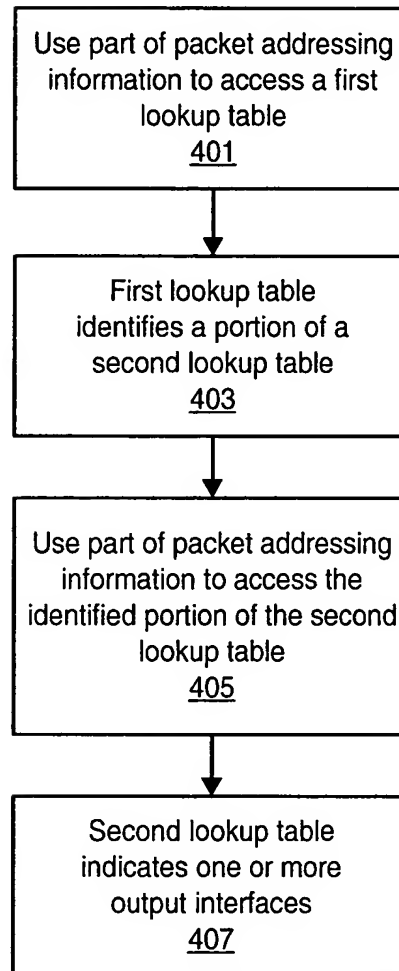 Use part of packet addressing
information to access a first
lookup table
401
First lookup table
identifies a portion of a
second lookup table
403
Use part of packet addressing
information to access the
identified portion of the second
lookup table
405
Second lookup table
indicates one or more
output interfaces
407